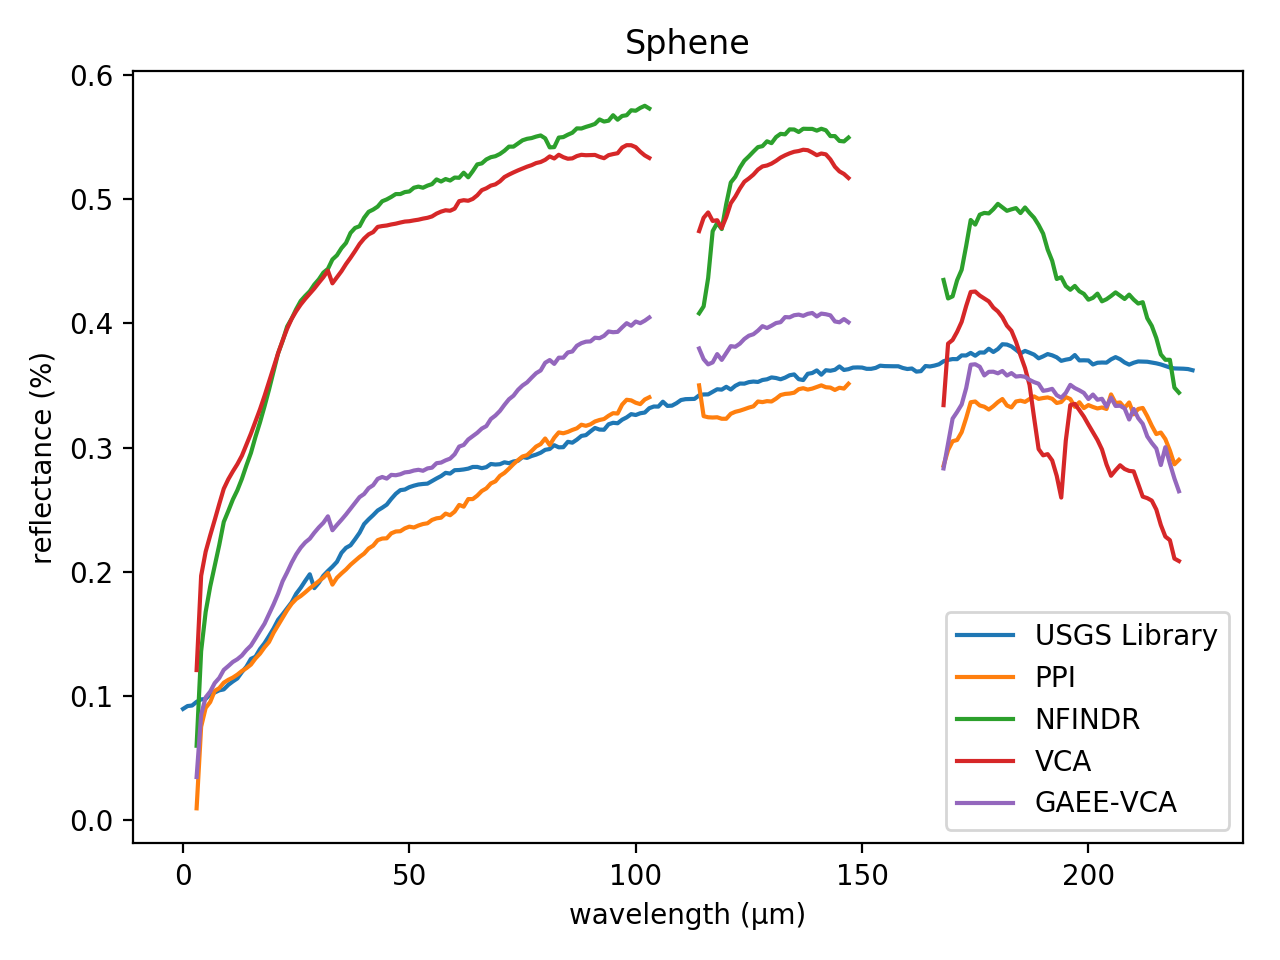 Sphene
reflectance (%)
0.6
0.5
0.4
0.3
0.2
0.1
0.0
0 50 100 150 200
wavelength (μm)
USGS Library
PPI
NFINDR
VCA
GAEE-VCA